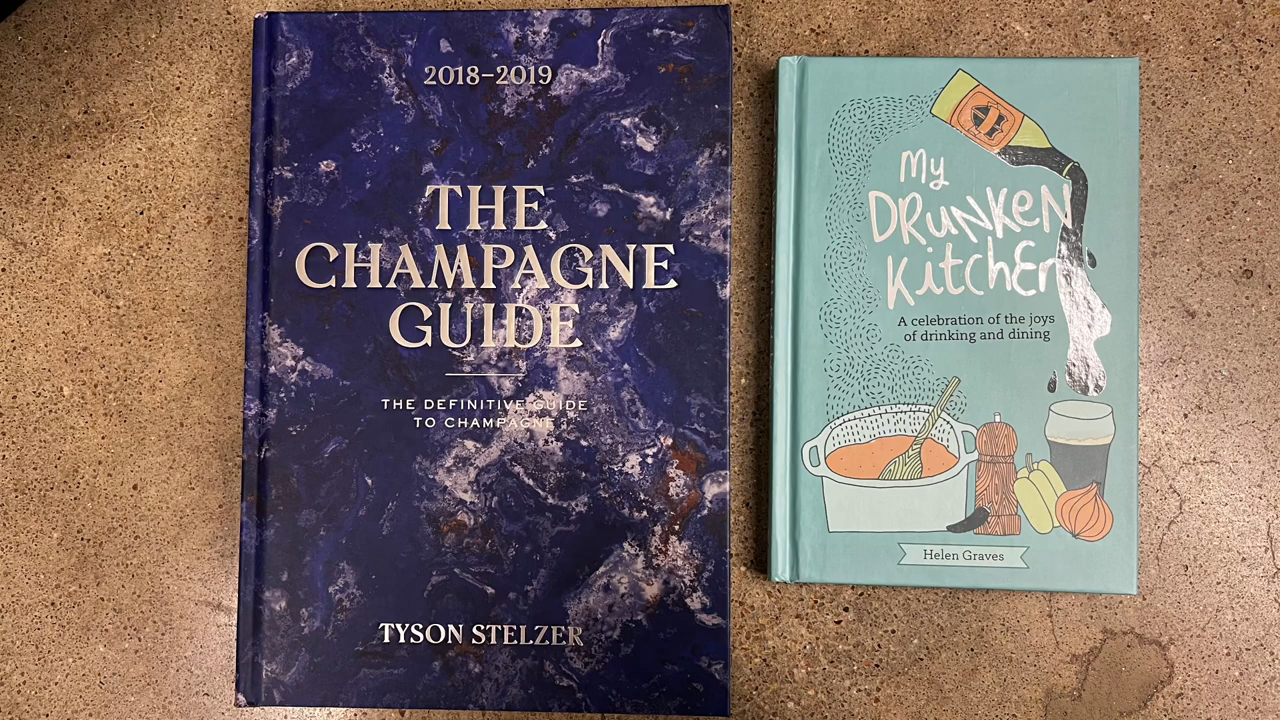 2018–2019
THE
CHAMPAGNE
GUIDE
THE DEFINITIVE GUIDE
TO CHAMPAGNE
TYSON STELZER
My
DRUNKEN
KitchEn
A celebration of the joys
of drinking and dining
Helen Graves